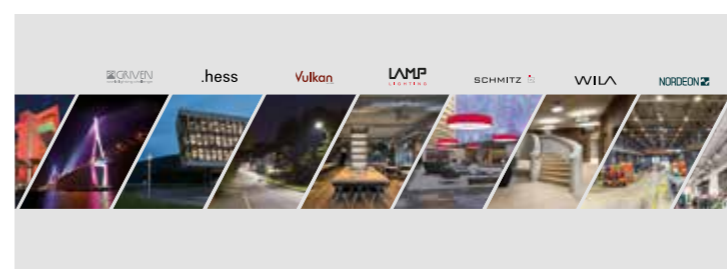 GRIVEN
.hess
Vulkan
LAMP
LIGHTING
SCHMITZ
WILA
NORDEON